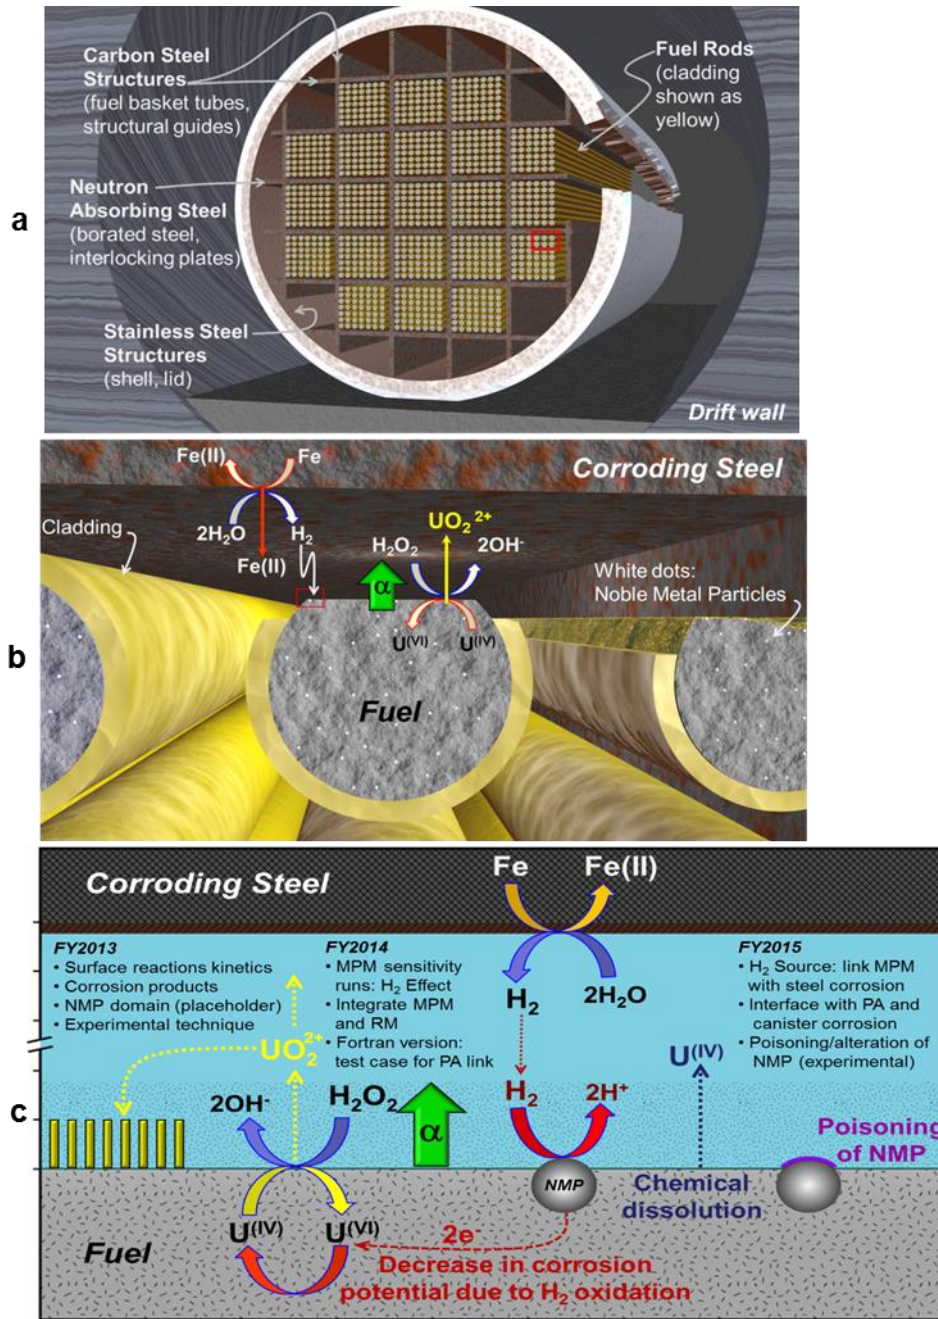 a
Carbon Steel
Structures
(fuel basket tubes,
structural guides)
Neutron
Absorbing Steel
(borated steel,
interlocking plates)
Stainless Steel
Structures
(shell, lid)
Fuel Rods
(cladding
shown as
yellow)
Drift wall
b
Fe(II) Fe
Corroding Steel
Cladding
2H₂O H₂
Fe(II)
UO₂ ²⁺
H₂O₂ 2OH⁻
α
White dots:
Noble Metal Particles
U⁽ⱽᴵ⁾ U⁽ᴵⱽ⁾
Fuel
c
Corroding Steel
Fe Fe(II)
FY2013
• Surface reactions kinetics
• Corrosion products
• NMP domain (placeholder)
• Experimental technique
FY2014
• MPM sensitivity
runs: H₂ Effect
• Integrate MPM
and RM
• Fortran version:
test case for PA link
H₂ 2H₂O
FY2015
• H₂ Source: link MPM
with steel corrosion
• Interface with PA and
canister corrosion
• Poisoning/alteration of
NMP (experimental)
UO₂²⁺
U⁽ᴵⱽ⁾
2OH⁻ H₂O₂
α
H₂ 2H⁺
NMP
Poisoning
of NMP
Chemical
dissolution
U⁽ᴵⱽ⁾ U⁽ⱽᴵ⁾
2e⁻
Fuel
Decrease in corrosion
potential due to H₂ oxidation